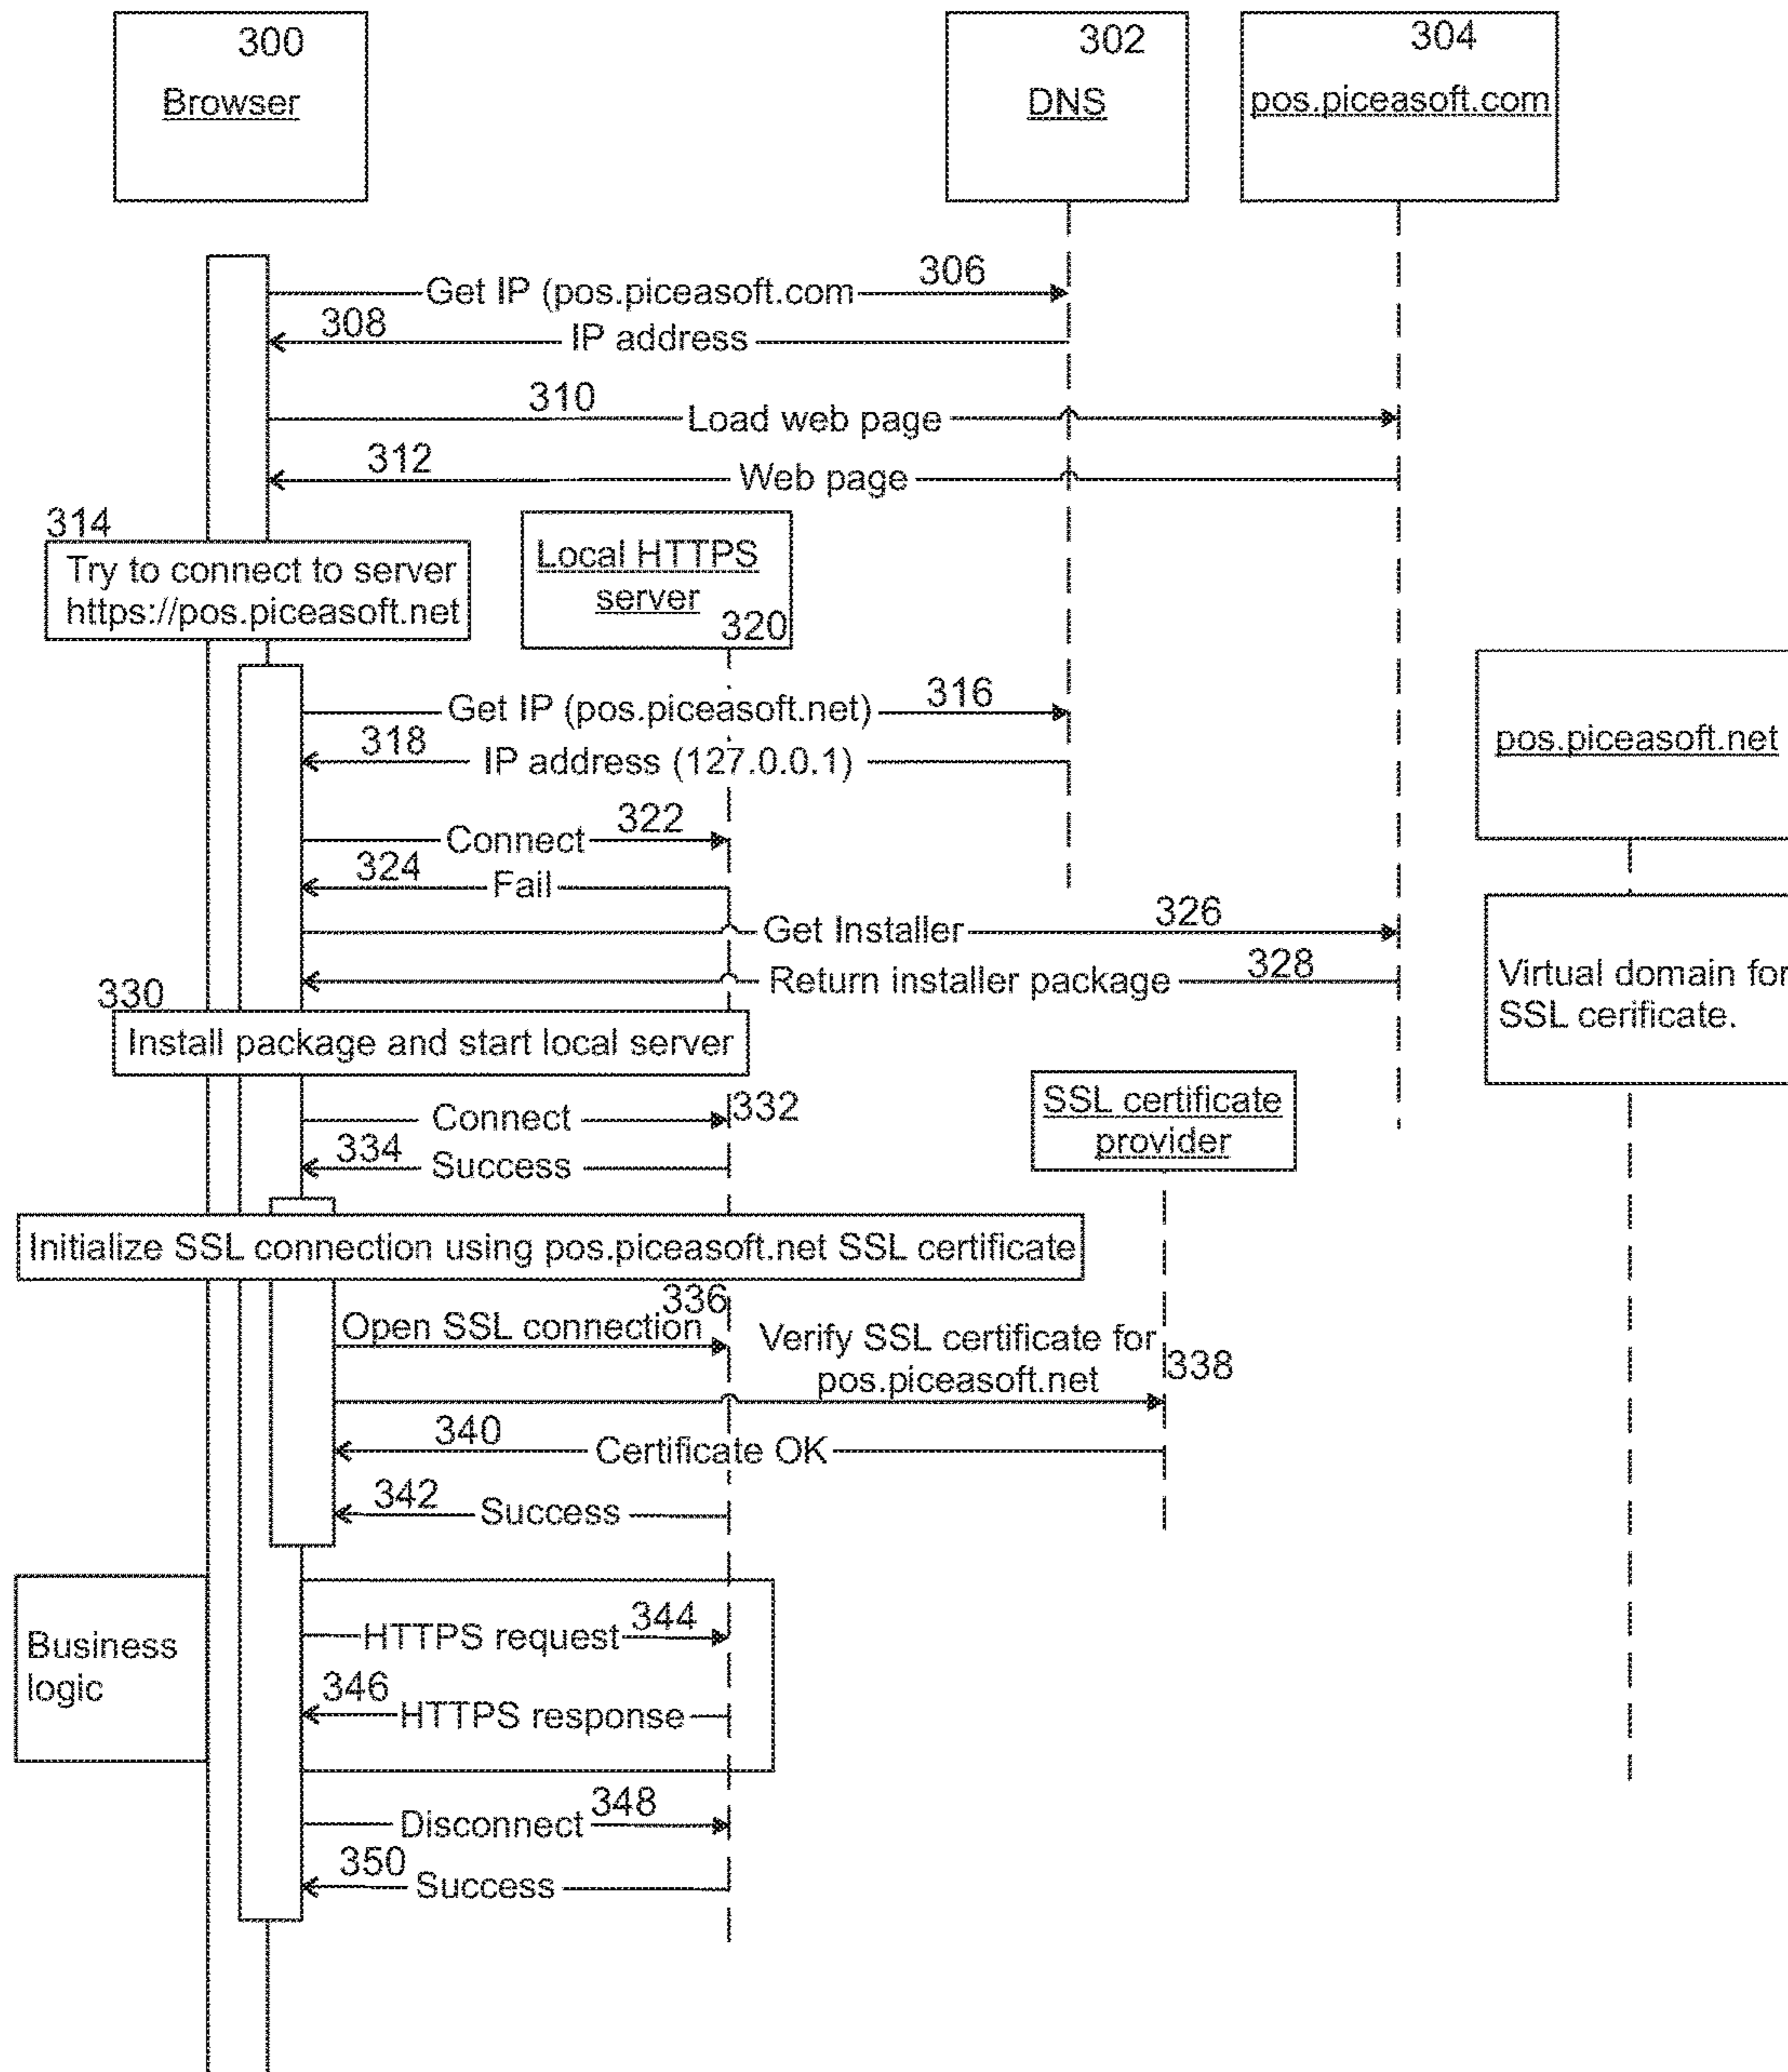 300
Browser
302
DNS
304
pos.piceasoft.com
Get IP (pos.piceasoft.com
306
308
IP address
310
Load web page
312
Web page
314
Try to connect to server
https://pos.piceasoft.net
Local HTTPS
server
320
Get IP (pos.piceasoft.net)
316
318
IP address (127.0.0.1)
pos.piceasoft.net
Connect
322
324
Fail
Get Installer
326
Return installer package
328
Virtual domain for
SSL cerificate.
330
Install package and start local server
Connect
332
334
Success
SSL certificate
provider
Initialize SSL connection using pos.piceasoft.net SSL certificate
336
Open SSL connection
Verify SSL certificate for
pos.piceasoft.net
338
340
Certificate OK
342
Success
Business
logic
HTTPS request
344
346
HTTPS response
Disconnect
348
350
Success